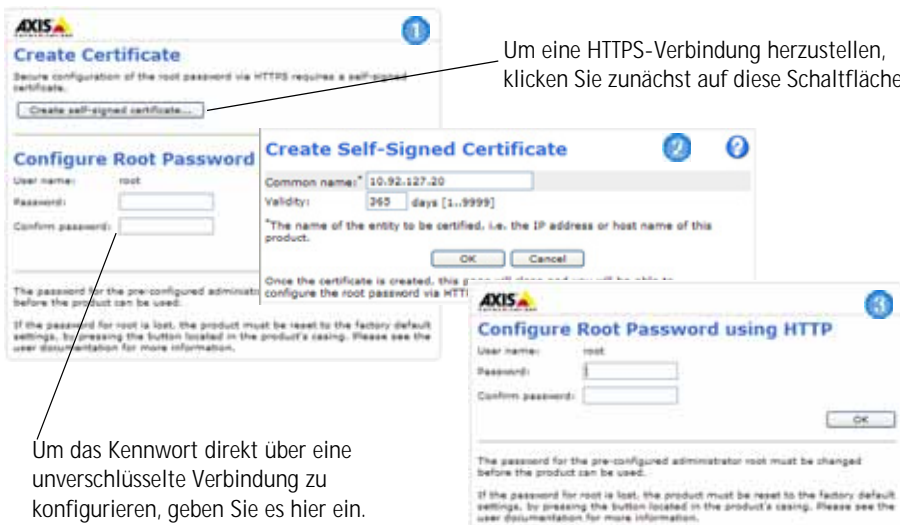 AXIS
1
Create Certificate
Secure configuration of the root password via HTTPS requires a self-signed
certificate.
Create self-signed certificate...
Um eine HTTPS-Verbindung herzustellen,
klicken Sie zunächst auf diese Schaltfläche
Configure Root Password
User name: root
Password:
Confirm password:
The password for the pre-configured administ
before the product can be used.
If the password for root is lost, the product must be reset to the factory default
settings, by pressing the button located in the product's casing. Please see the
user documentation for more information.
Create Self-Signed Certificate
2
?
Common name:* 10.92.127.20
Validity: 365 days [1..9999]
*The name of the entity to be certified, i.e. the IP address or host name of this
product.
OK Cancel
Once the certificate is created, this page will close and you will be able to
configure the root password via HTT
AXIS
3
Configure Root Password using HTTP
User name: root
Password:
Confirm password:
OK
The password for the pre-configured administrator root must be changed
before the product can be used.
If the password for root is lost, the product must be reset to the factory default
settings, by pressing the button located in the product's casing. Please see the
user documentation for more information.
Um das Kennwort direkt über eine
unverschlüsselte Verbindung zu
konfigurieren, geben Sie es hier ein.